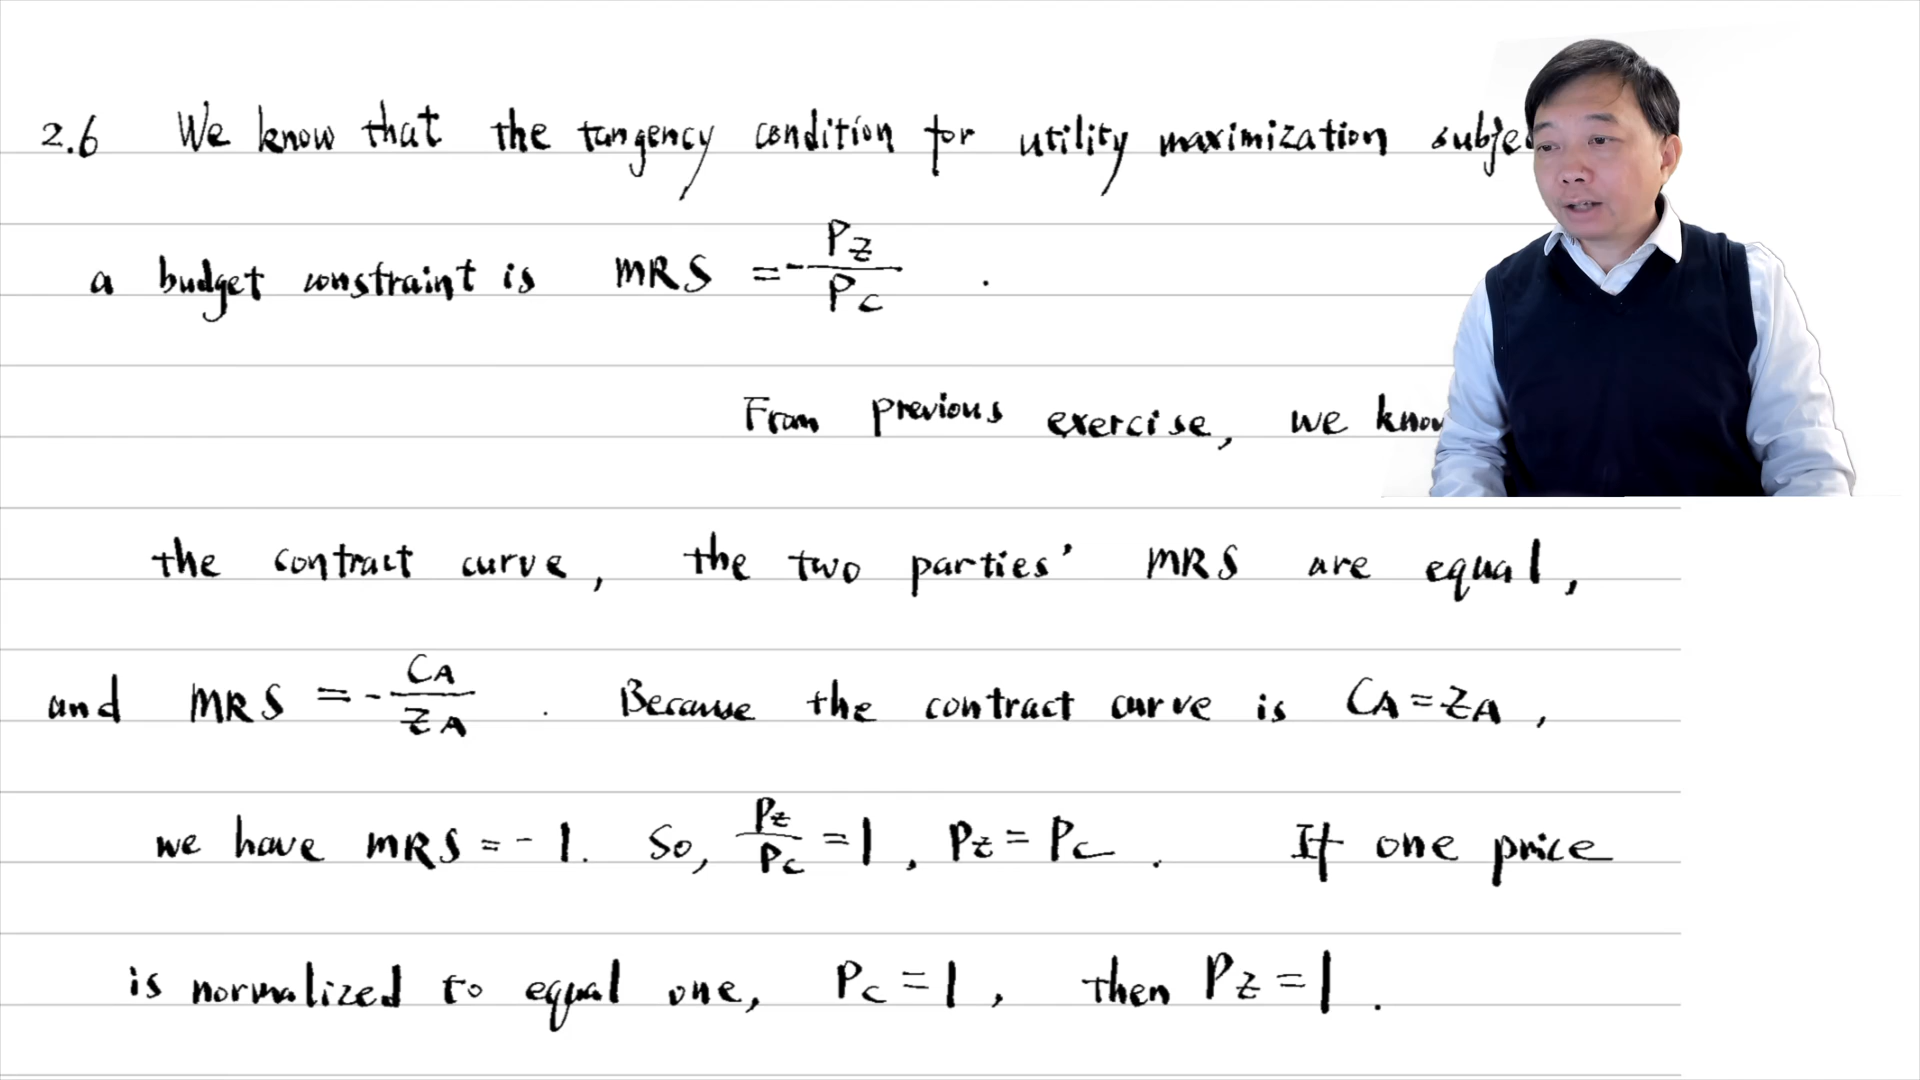 2.6 We know that the tangency condition for utility maximization
a budget constraint is MRS = - Pz / Pc .
From previous exercise, we
the contract curve, the two parties' MRS are equal,
and MRS = - CA / ZA . Because the contract curve is CA = ZA ,
we have MRS = - 1. So, Pz / Pc = 1 , Pz = Pc . If one price
is normalized to equal one, Pc = 1 , then Pz = 1 .